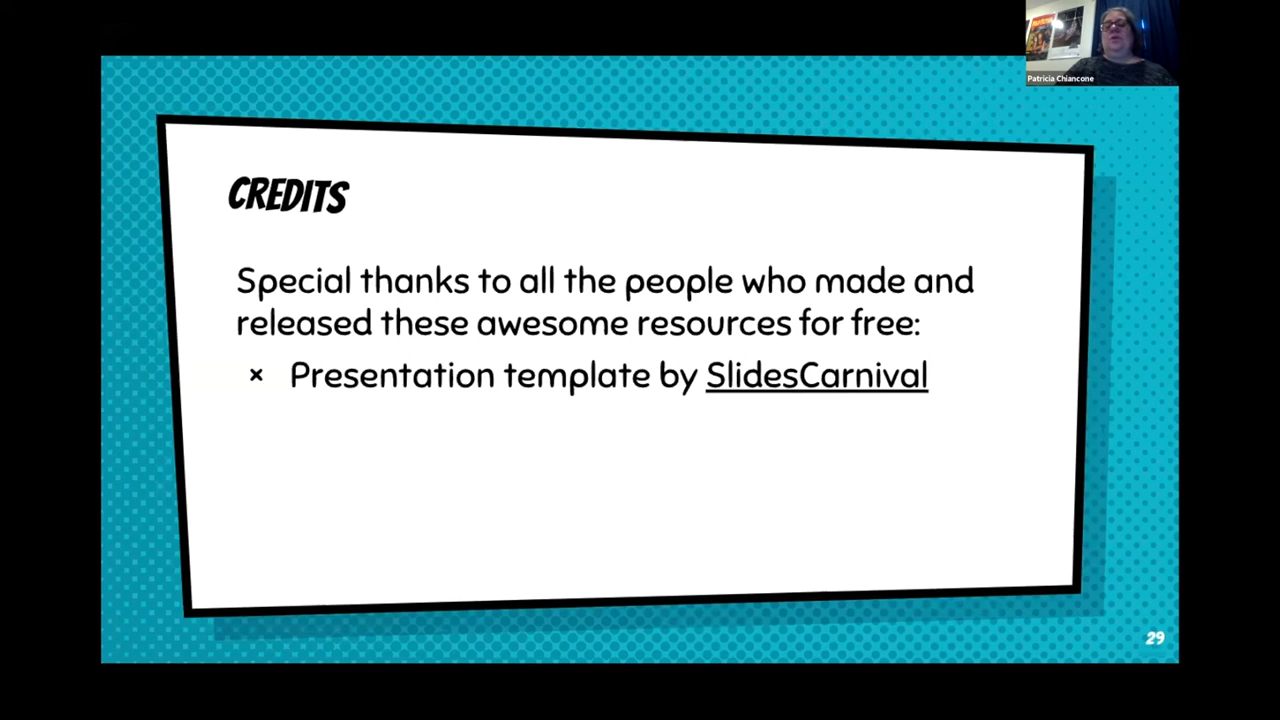 Patricia Chiancone
CREDITS
Special thanks to all the people who made and
released these awesome resources for free:
× Presentation template by SlidesCarnival
29